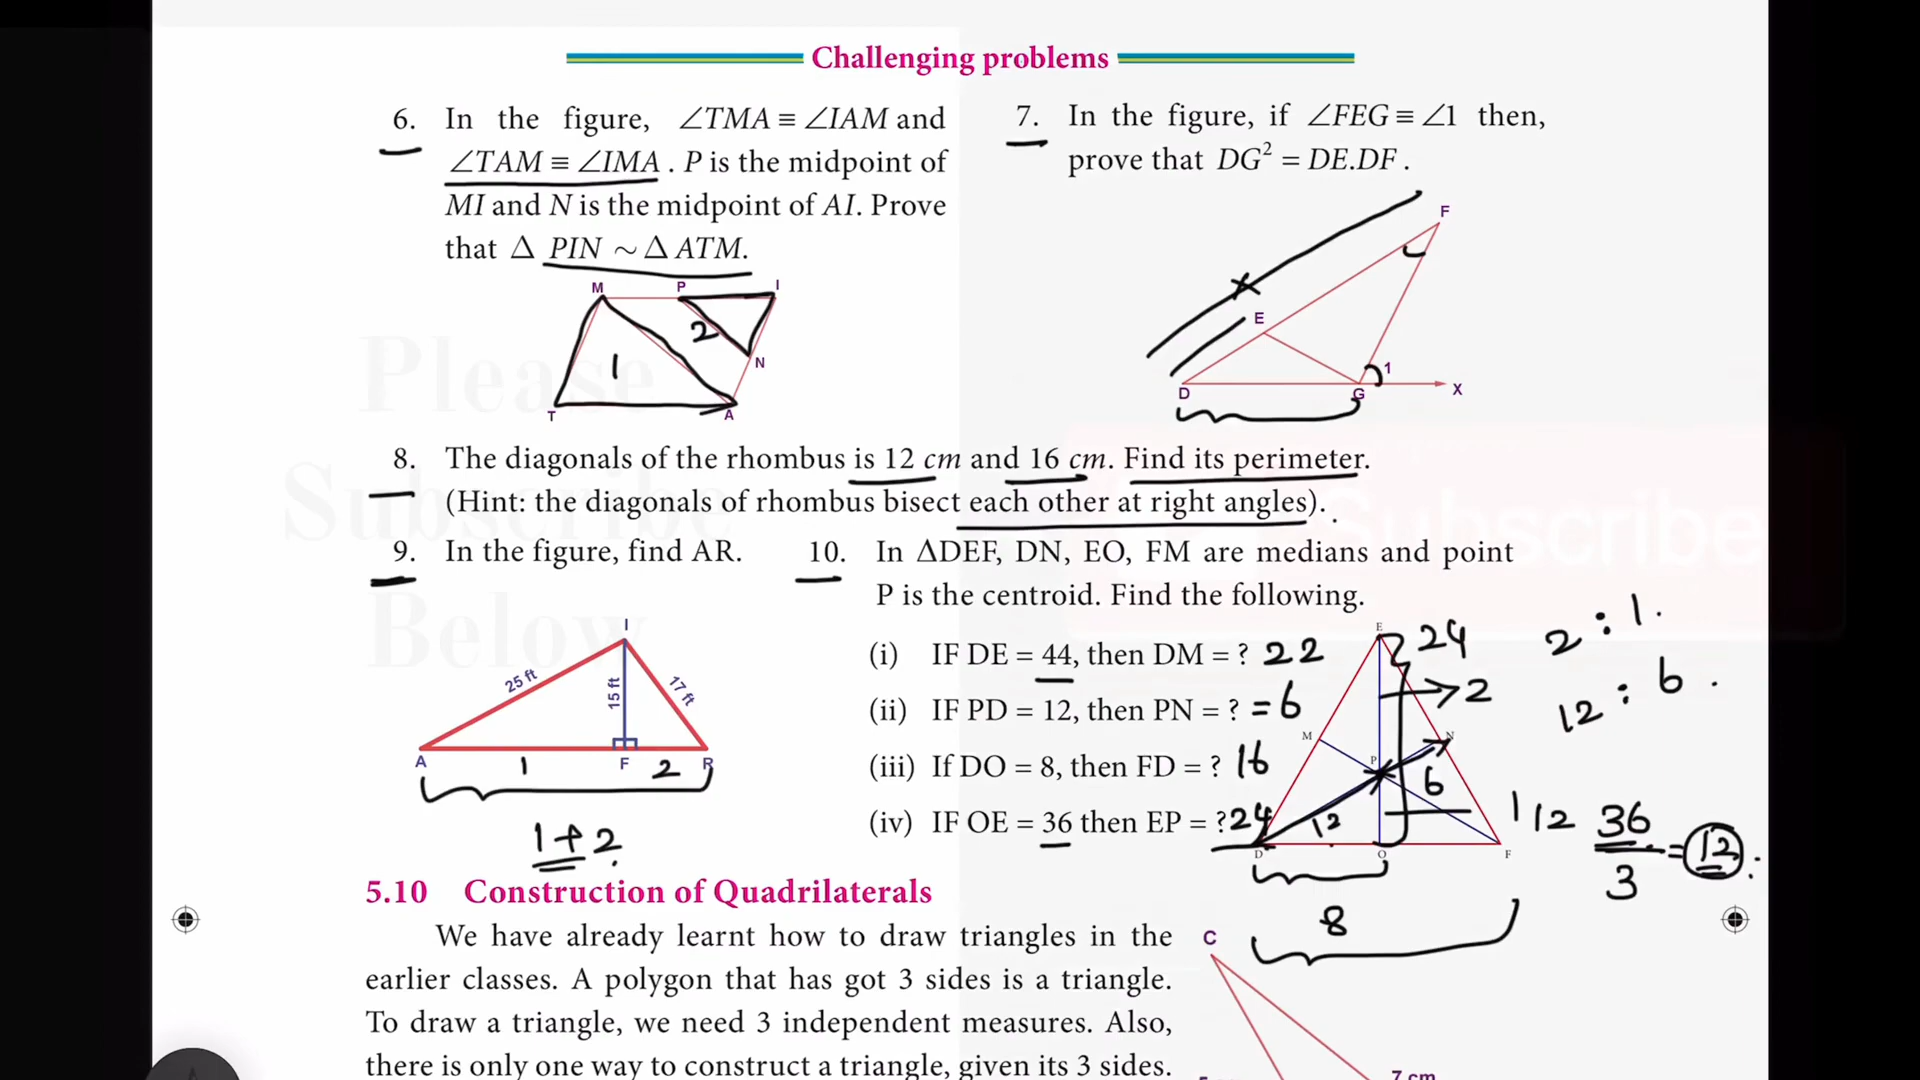 Challenging problems
6. In the figure, ∠TMA ≡ ∠IAM and
∠TAM ≡ ∠IMA . P is the midpoint of
MI and N is the midpoint of AI. Prove
that Δ PIN ~ Δ ATM.
M P I
2
1
N
T A
7. In the figure, if ∠FEG ≡ ∠1 then,
prove that DG² = DE.DF .
F
E
1
D G X
8. The diagonals of the rhombus is 12 cm and 16 cm. Find its perimeter.
(Hint: the diagonals of rhombus bisect each other at right angles).
9. In the figure, find AR.
I
25 ft 15 ft 17 ft
A F R
1 2
1+2
10. In ΔDEF, DN, EO, FM are medians and point
P is the centroid. Find the following.
(i) IF DE = 44, then DM = ? 22
(ii) IF PD = 12, then PN = ? = 6
(iii) If DO = 8, then FD = ? 16
(iv) IF OE = 36 then EP = ? 24
E 24
2
M N
P
6
12
D O F
8
1 12
2 : 1.
12 : 6 .
36/3 = 12 .
5.10 Construction of Quadrilaterals
We have already learnt how to draw triangles in the
earlier classes. A polygon that has got 3 sides is a triangle.
To draw a triangle, we need 3 independent measures. Also,
there is only one way to construct a triangle, given its 3 sides.
C
7 cm
Please
Subscribe
Below
Subscribe